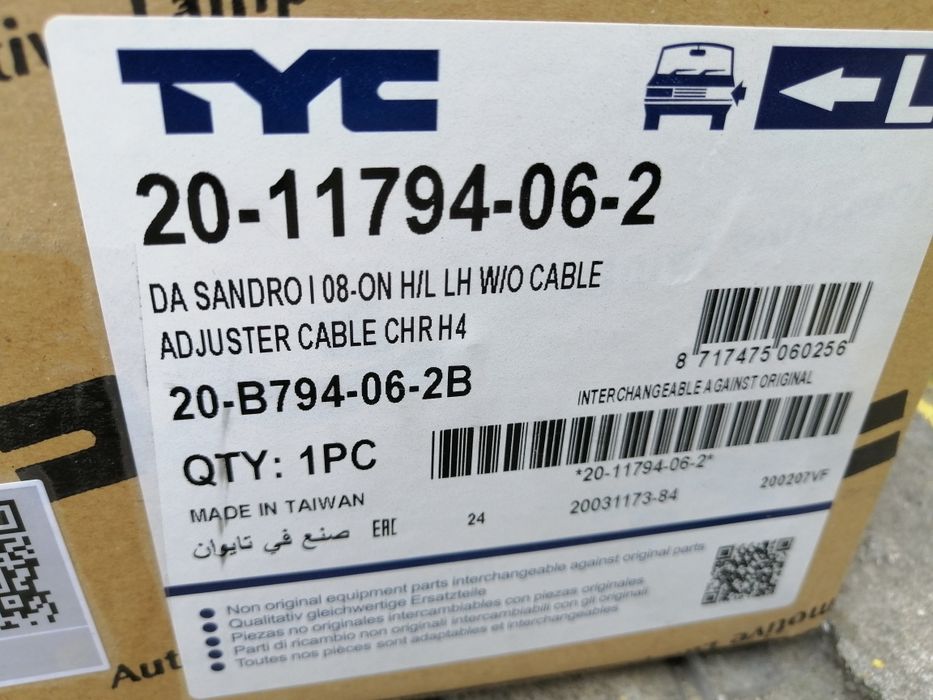 TYC
L
20-11794-06-2
DA SANDRO I 08-ON H/L LH W/O CABLE
ADJUSTER CABLE CHR H4
8 717475 060256
20-B794-06-2B
INTERCHANGEABLE AGAINST ORIGINAL
QTY: 1PC
*20-11794-06-2*
MADE IN TAIWAN
20031173-84
200207VF
صنع في تايوان
EAC
24
Non original equipment parts interchangeable against original parts
Qualitativ gleichwertige Ersatzteile
Piezas no originales intercambiables con piezas originales
Parti di ricambio non originali intercambiabili con gli originali
Toutes nos pièces sont adaptables et interchangeables